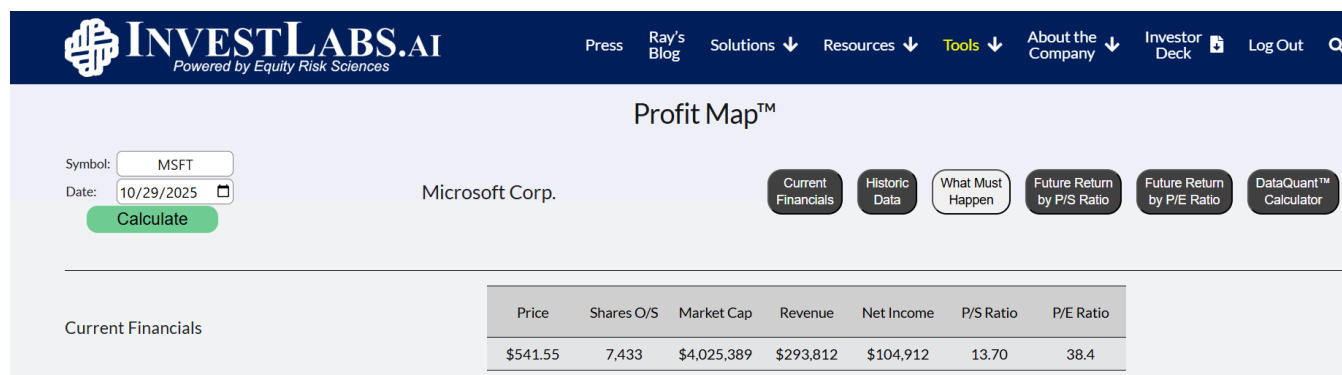 INVESTLABS.AI
Powered by Equity Risk Sciences
Press
Ray's Blog
Solutions
Resources
Tools
About the Company
Investor Deck
Log Out
Profit Map™
Symbol: MSFT
Date: 10/29/2025
Calculate
Microsoft Corp.
Current Financials
Historic Data
What Must Happen
Future Return by P/S Ratio
Future Return by P/E Ratio
DataQuant™ Calculator
Current Financials
Price Shares O/S Market Cap Revenue Net Income P/S Ratio P/E Ratio
$541.55 7,433 $4,025,389 $293,812 $104,912 13.70 38.4